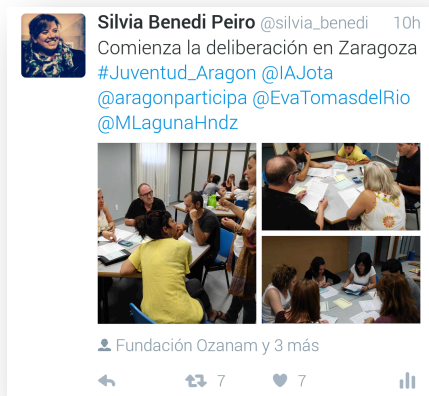 Silvia Benedi Peiro @silvia_benedi 10h
Comienza la deliberación en Zaragoza
#Juventud_Aragon @IAJota
@aragonparticipa @EvaTomasdelRio
@MLagunaHndz
Fundación Ozanam y 3 más
7 7